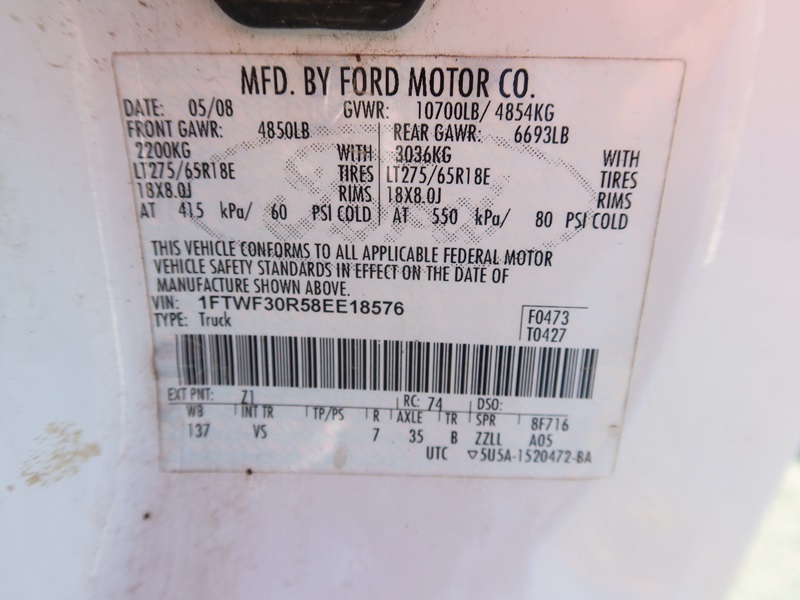 MFD. BY FORD MOTOR CO.
DATE: 05/08 GVWR: 10700LB/ 4854KG
FRONT GAWR: 4850LB REAR GAWR: 6693LB
2200KG WITH 3036KG WITH
LT275/65R18E TIRES LT275/65R18E TIRES
18X8.0J RIMS 18X8.0J RIMS
AT 415 kPa/ 60 PSI COLD AT 550 kPa/ 80 PSI COLD
THIS VEHICLE CONFORMS TO ALL APPLICABLE FEDERAL MOTOR
VEHICLE SAFETY STANDARDS IN EFFECT ON THE DATE OF
MANUFACTURE SHOWN ABOVE.
VIN: 1FTWF30R58EE18576
TYPE: Truck F0473
T0427
EXT PNT: Z1 RC: 74 DSO:
WB INT TR TP/PS R AXLE TR SPR 8F716
137 VS 7 35 B ZZLL A05
UTC ▽5U5A-1520472-BA